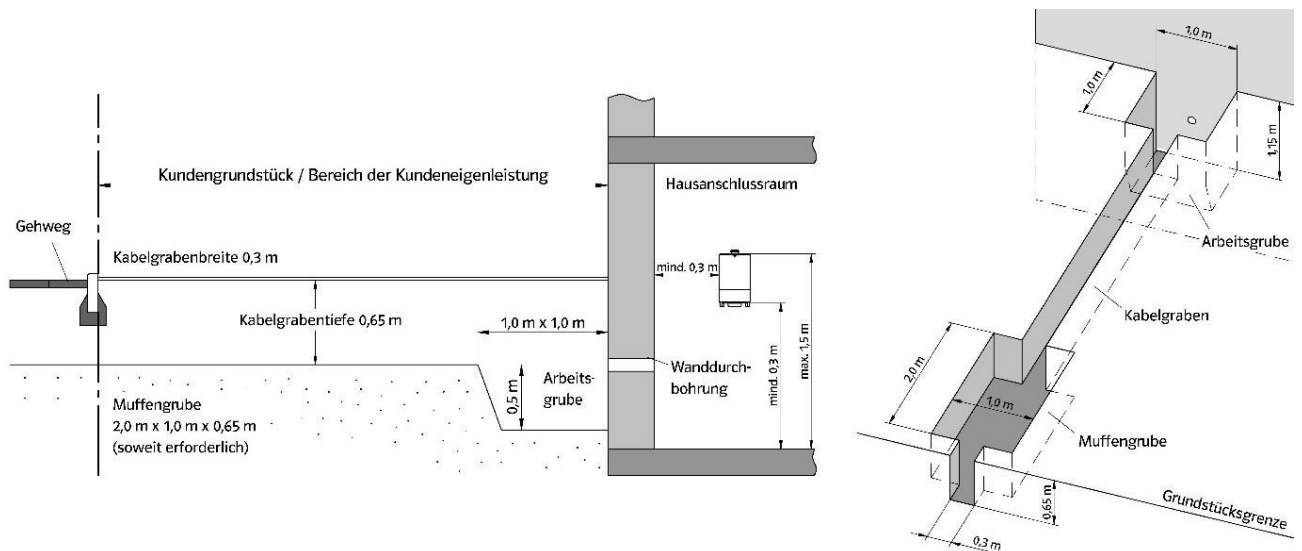 Kundengrundstück / Bereich der Kundeneigenleistung
Hausanschlussraum
Gehweg
Kabelgrabenbreite 0,3 m
mind. 0,3 m
Kabelgrabentiefe 0,65 m
1,0 m x 1,0 m
mind. 0,3 m
max. 1,5 m
Wanddurch-
bohrung
Arbeits-
grube
0,5 m
Muffengrube
2,0 m x 1,0 m x 0,65 m
(soweit erforderlich)
1,0 m
1,0 m
1,15 m
Arbeitsgrube
Kabelgraben
2,0 m
1,0 m
Muffengrube
Grundstücksgrenze
0,65 m
0,3 m